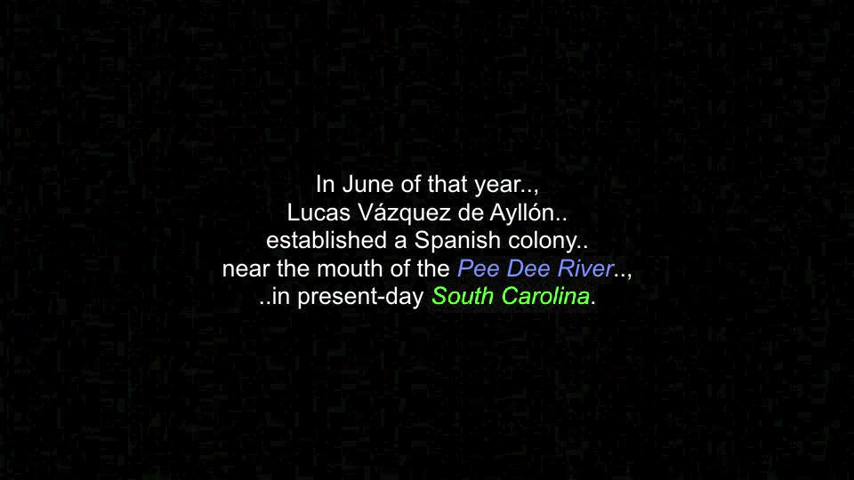 In June of that year..,
Lucas Vázquez de Ayllón..
established a Spanish colony..
near the mouth of the Pee Dee River..,
..in present-day South Carolina.